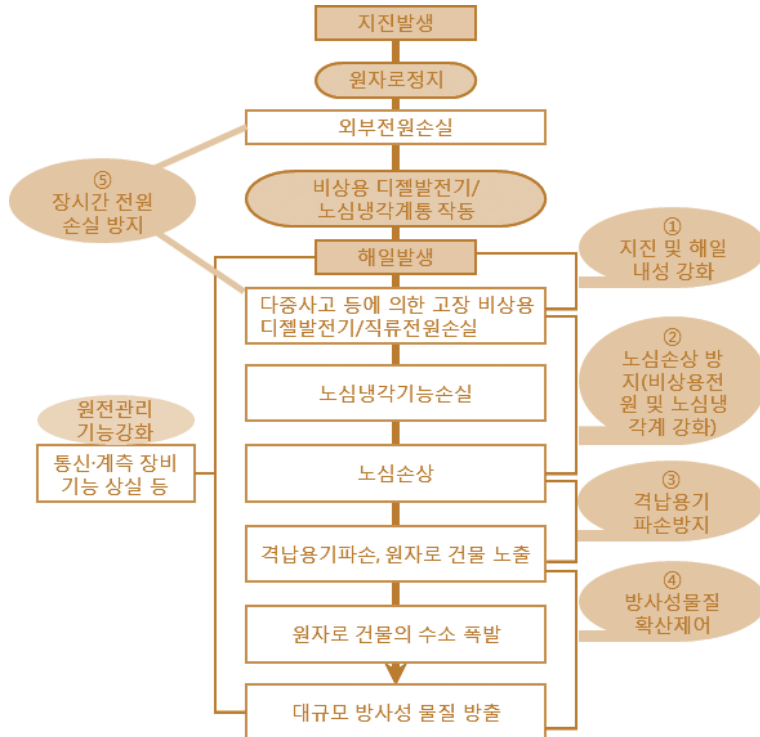 지진발생
원자로정지
외부전원손실
⑤
장시간 전원
손실 방지
비상용 디젤발전기/
노심냉각계통 작동
해일발생
①
지진 및 해일
내성 강화
다중사고 등에 의한 고장 비상용
디젤발전기/직류전원손실
②
노심손상 방
지(비상용전
원 및 노심냉
각계 강화)
노심냉각기능손실
원전관리
기능강화
통신·계측 장비
기능 상실 등
노심손상
③
격납용기
파손방지
격납용기파손, 원자로 건물 노출
④
방사성물질
확산제어
원자로 건물의 수소 폭발
대규모 방사성 물질 방출